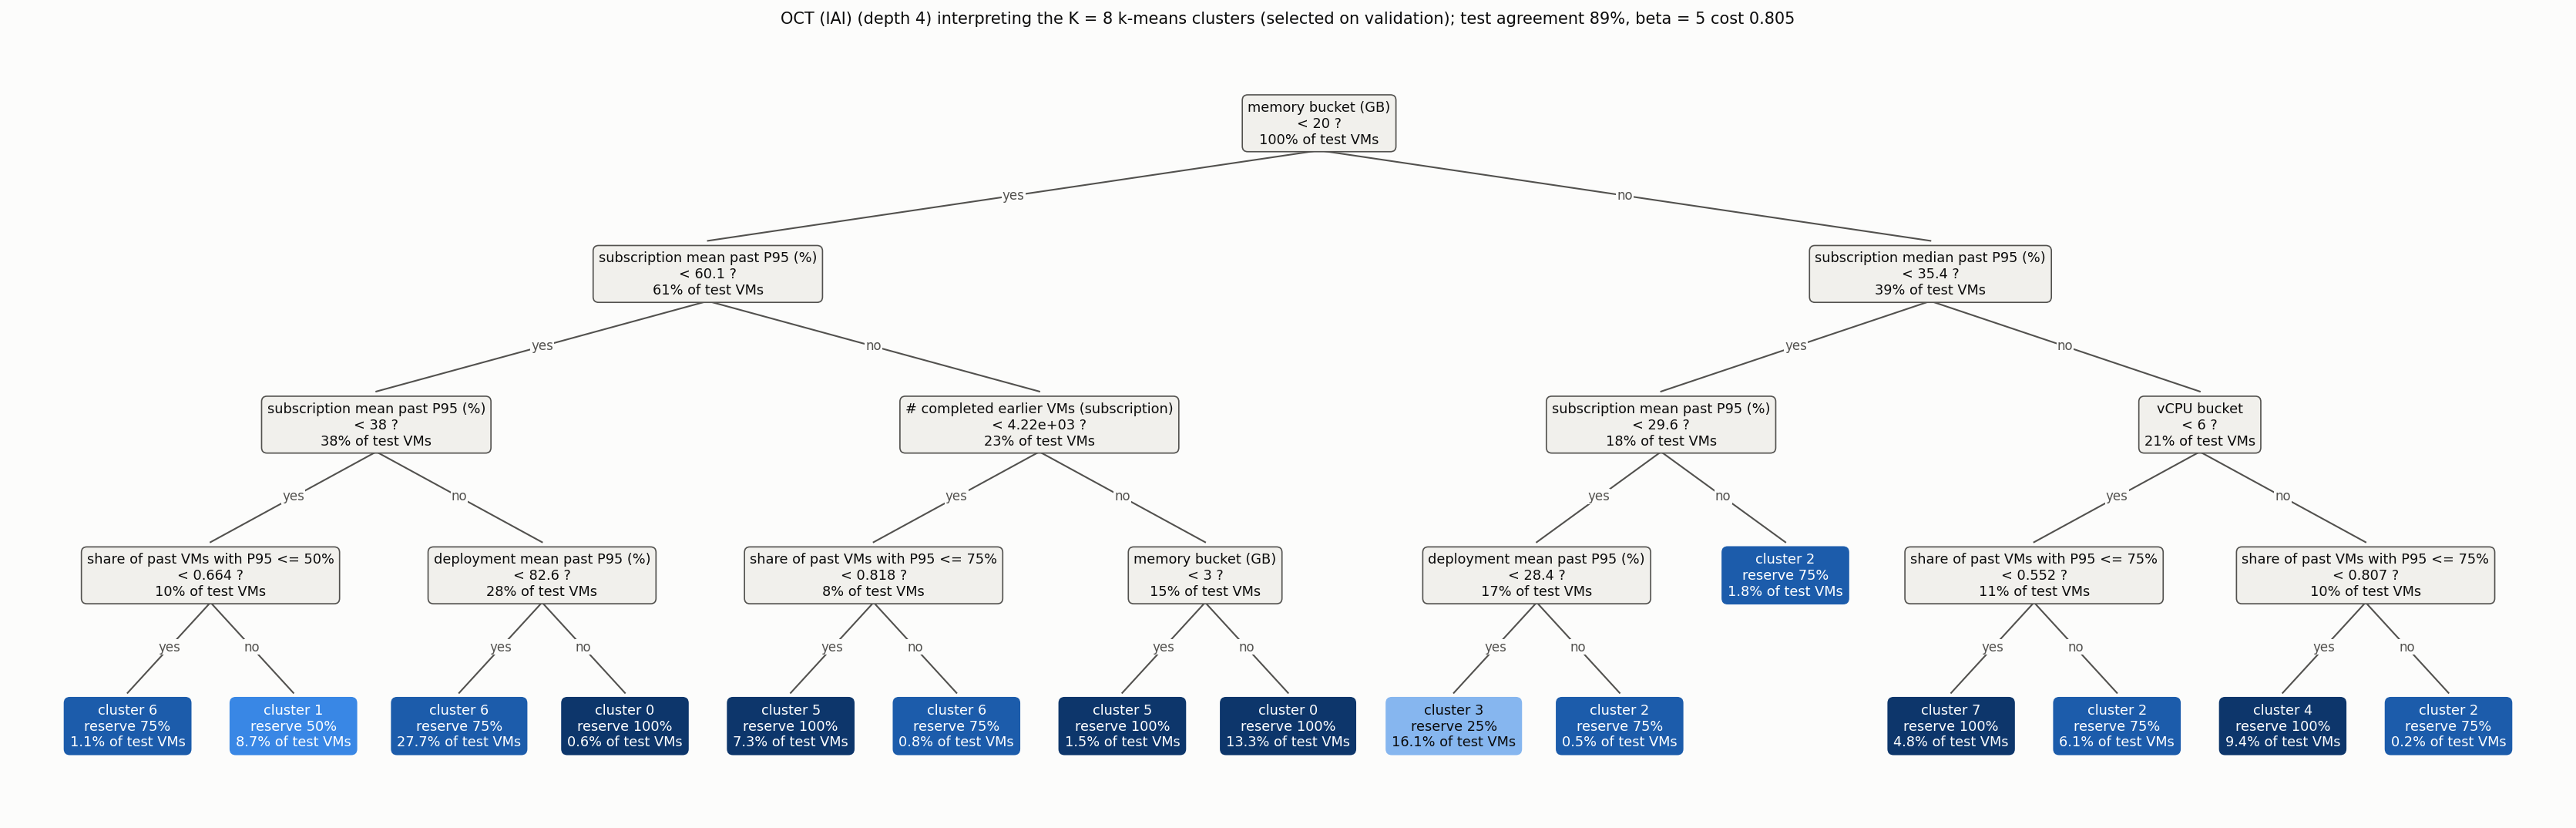 OCT (IAI) (depth 4) interpreting the K = 8 k-means clusters (selected on validation); test agreement 89%, beta = 5 cost 0.805
memory bucket (GB)
< 20 ?
100% of test VMs
yes
no
subscription mean past P95 (%)
< 60.1 ?
61% of test VMs
subscription median past P95 (%)
< 35.4 ?
39% of test VMs
yes
no
yes
no
subscription mean past P95 (%)
< 38 ?
38% of test VMs
# completed earlier VMs (subscription)
< 4.22e+03 ?
23% of test VMs
subscription mean past P95 (%)
< 29.6 ?
18% of test VMs
vCPU bucket
< 6 ?
21% of test VMs
yes
no
yes
no
yes
no
yes
no
share of past VMs with P95 <= 50%
< 0.664 ?
10% of test VMs
deployment mean past P95 (%)
< 82.6 ?
28% of test VMs
share of past VMs with P95 <= 75%
< 0.818 ?
8% of test VMs
memory bucket (GB)
< 3 ?
15% of test VMs
deployment mean past P95 (%)
< 28.4 ?
17% of test VMs
cluster 2
reserve 75%
1.8% of test VMs
share of past VMs with P95 <= 75%
< 0.552 ?
11% of test VMs
share of past VMs with P95 <= 75%
< 0.807 ?
10% of test VMs
yes
no
yes
no
yes
no
yes
no
yes
no
yes
no
yes
no
cluster 6
reserve 75%
1.1% of test VMs
cluster 1
reserve 50%
8.7% of test VMs
cluster 6
reserve 75%
27.7% of test VMs
cluster 0
reserve 100%
0.6% of test VMs
cluster 5
reserve 100%
7.3% of test VMs
cluster 6
reserve 75%
0.8% of test VMs
cluster 5
reserve 100%
1.5% of test VMs
cluster 0
reserve 100%
13.3% of test VMs
cluster 3
reserve 25%
16.1% of test VMs
cluster 2
reserve 75%
0.5% of test VMs
cluster 7
reserve 100%
4.8% of test VMs
cluster 2
reserve 75%
6.1% of test VMs
cluster 4
reserve 100%
9.4% of test VMs
cluster 2
reserve 75%
0.2% of test VMs